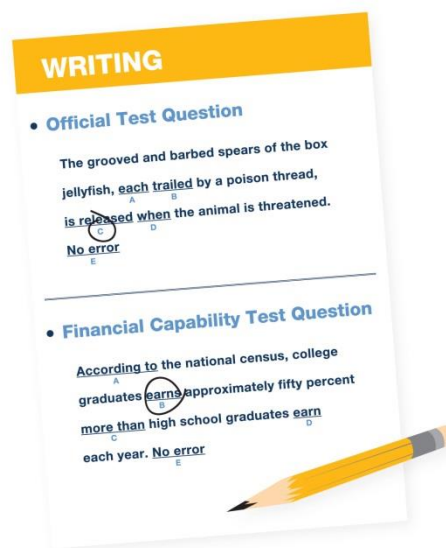 WRITING
• Official Test Question
The grooved and barbed spears of the box
jellyfish, each trailed by a poison thread,
A B
is released when the animal is threatened.
C D
No error
E
• Financial Capability Test Question
According to the national census, college
A
graduates earns approximately fifty percent
B
more than high school graduates earn
C D
each year. No error
E